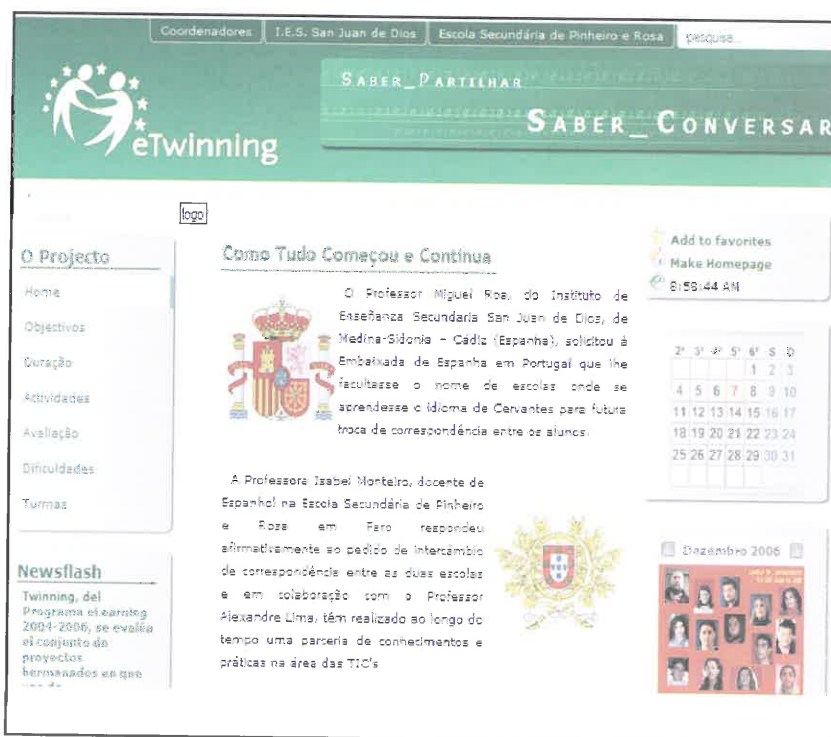 Coordenadores
I.E.S. San Juan de Dios
Escola Secundária de Pinheiro e Rosa
pesquise...
eTwinning
SABER_PARTILHAR
SABER_CONVERSAR
logo
O Projecto
Home
Objectivos
Duração
Actividades
Avaliação
Dificuldades
Turmas
Newsflash
Twinning, del
Programa eLearning
2004-2006, se evalúa
el conjunto de
proyectos
hermanados en que
Como Tudo Começou e Continua
O Professor Miguel Roa, do Instituto de
Enseñanza Secundaria San Juan de Dios, de
Medina-Sidonia - Cádiz (Espanha), solicitou à
Embaixada de Espanha em Portugal que lhe
facultasse o nome de escolas onde se
aprendesse o idioma de Cervantes para futura
troca de correspondência entre os alunos.
A Professora Isabel Monteiro, docente de
Espanhol na Escola Secundária de Pinheiro
e Rosa em Faro respondeu
afirmativamente ao pedido de intercâmbio
de correspondência entre as duas escolas
e em colaboração com o Professor
Alexandre Lima, têm realizado ao longo do
tempo uma parceria de conhecimentos e
práticas na área das TIC's
Add to favorites
Make Homepage
8:58:44 AM
2ª 3ª 4ª 5ª 6ª S D
1 2 3
4 5 6 7 8 9 10
11 12 13 14 15 16 17
18 19 20 21 22 23 24
25 26 27 28 29 30 31
Dezembro 2006